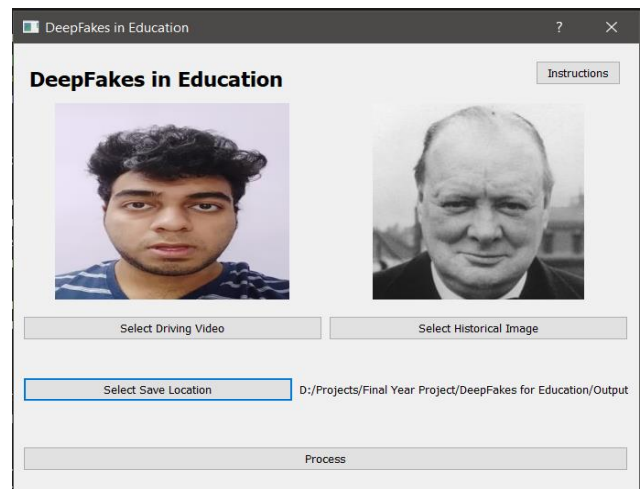 DeepFakes in Education
?
DeepFakes in Education
Instructions
Select Driving Video
Select Historical Image
Select Save Location
D:/Projects/Final Year Project/DeepFakes for Education/Output
Process